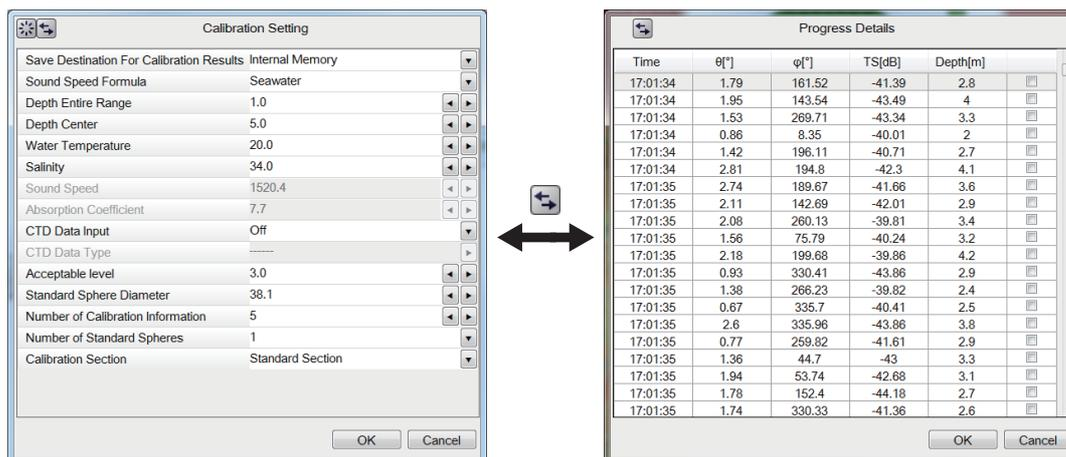 Calibration Setting
Save Destination For Calibration Results Internal Memory
Sound Speed Formula Seawater
Depth Entire Range 1.0
Depth Center 5.0
Water Temperature 20.0
Salinity 34.0
Sound Speed 1520.4
Absorption Coefficient 7.7
CTD Data Input Off
CTD Data Type ------
Acceptable level 3.0
Standard Sphere Diameter 38.1
Number of Calibration Information 5
Number of Standard Spheres 1
Calibration Section Standard Section
OK Cancel
Progress Details
Time θ[°] φ[°] TS[dB] Depth[m]
17:01:34 1.79 161.52 -41.39 2.8
17:01:34 1.95 143.54 -43.49 4
17:01:34 1.53 269.71 -43.34 3.3
17:01:34 0.86 8.35 -40.01 2
17:01:34 1.42 196.11 -40.71 2.7
17:01:34 2.81 194.8 -42.3 4.1
17:01:35 2.74 189.67 -41.66 3.6
17:01:35 2.11 142.69 -42.01 2.9
17:01:35 2.08 260.13 -39.81 3.4
17:01:35 1.56 75.79 -40.24 3.2
17:01:35 2.18 199.68 -39.86 4.2
17:01:35 0.93 330.41 -43.86 2.9
17:01:35 1.38 266.23 -39.82 2.4
17:01:35 0.67 335.7 -40.41 2.5
17:01:35 2.6 335.96 -43.86 3.8
17:01:35 0.77 259.82 -41.61 2.9
17:01:35 1.36 44.7 -43 3.3
17:01:35 1.94 53.74 -42.68 3.1
17:01:35 1.78 152.4 -44.18 2.7
17:01:35 1.74 330.33 -41.36 2.6
OK Cancel